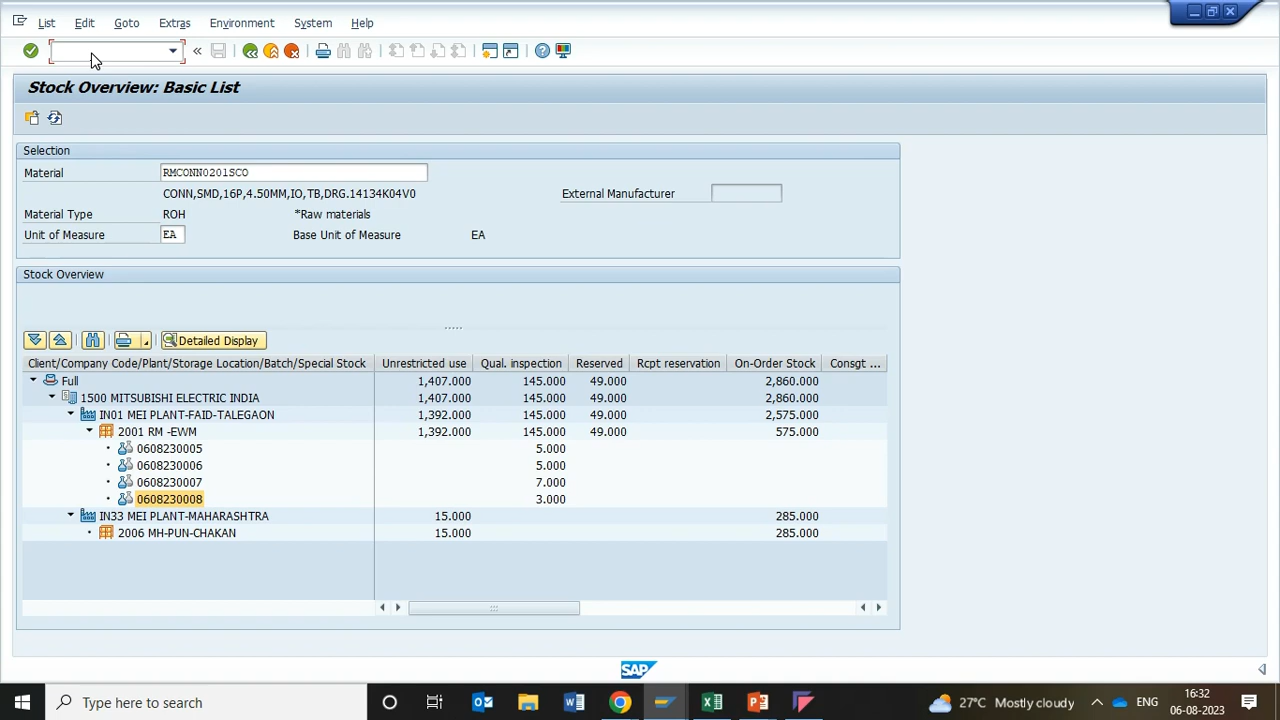 List Edit Goto Extras Environment System Help
Stock Overview: Basic List
Selection
Material RMCONN0201SCO
CONN,SMD,16P,4.50MM,IO,TB,DRG.14134K04V0 External Manufacturer
Material Type ROH *Raw materials
Unit of Measure EA Base Unit of Measure EA
Stock Overview
Detailed Display
Client/Company Code/Plant/Storage Location/Batch/Special Stock Unrestricted use Qual. inspection Reserved Rcpt reservation On-Order Stock Consgt ...
Full 1,407.000 145.000 49.000 2,860.000
1500 MITSUBISHI ELECTRIC INDIA 1,407.000 145.000 49.000 2,860.000
IN01 MEI PLANT-FAID-TALEGAON 1,392.000 145.000 49.000 2,575.000
2001 RM -EWM 1,392.000 145.000 49.000 575.000
0608230005 5.000
0608230006 5.000
0608230007 7.000
0608230008 3.000
IN33 MEI PLANT-MAHARASHTRA 15.000 285.000
2006 MH-PUN-CHAKAN 15.000 285.000
SAP
Type here to search 27°C Mostly cloudy ENG 16:32
06-08-2023